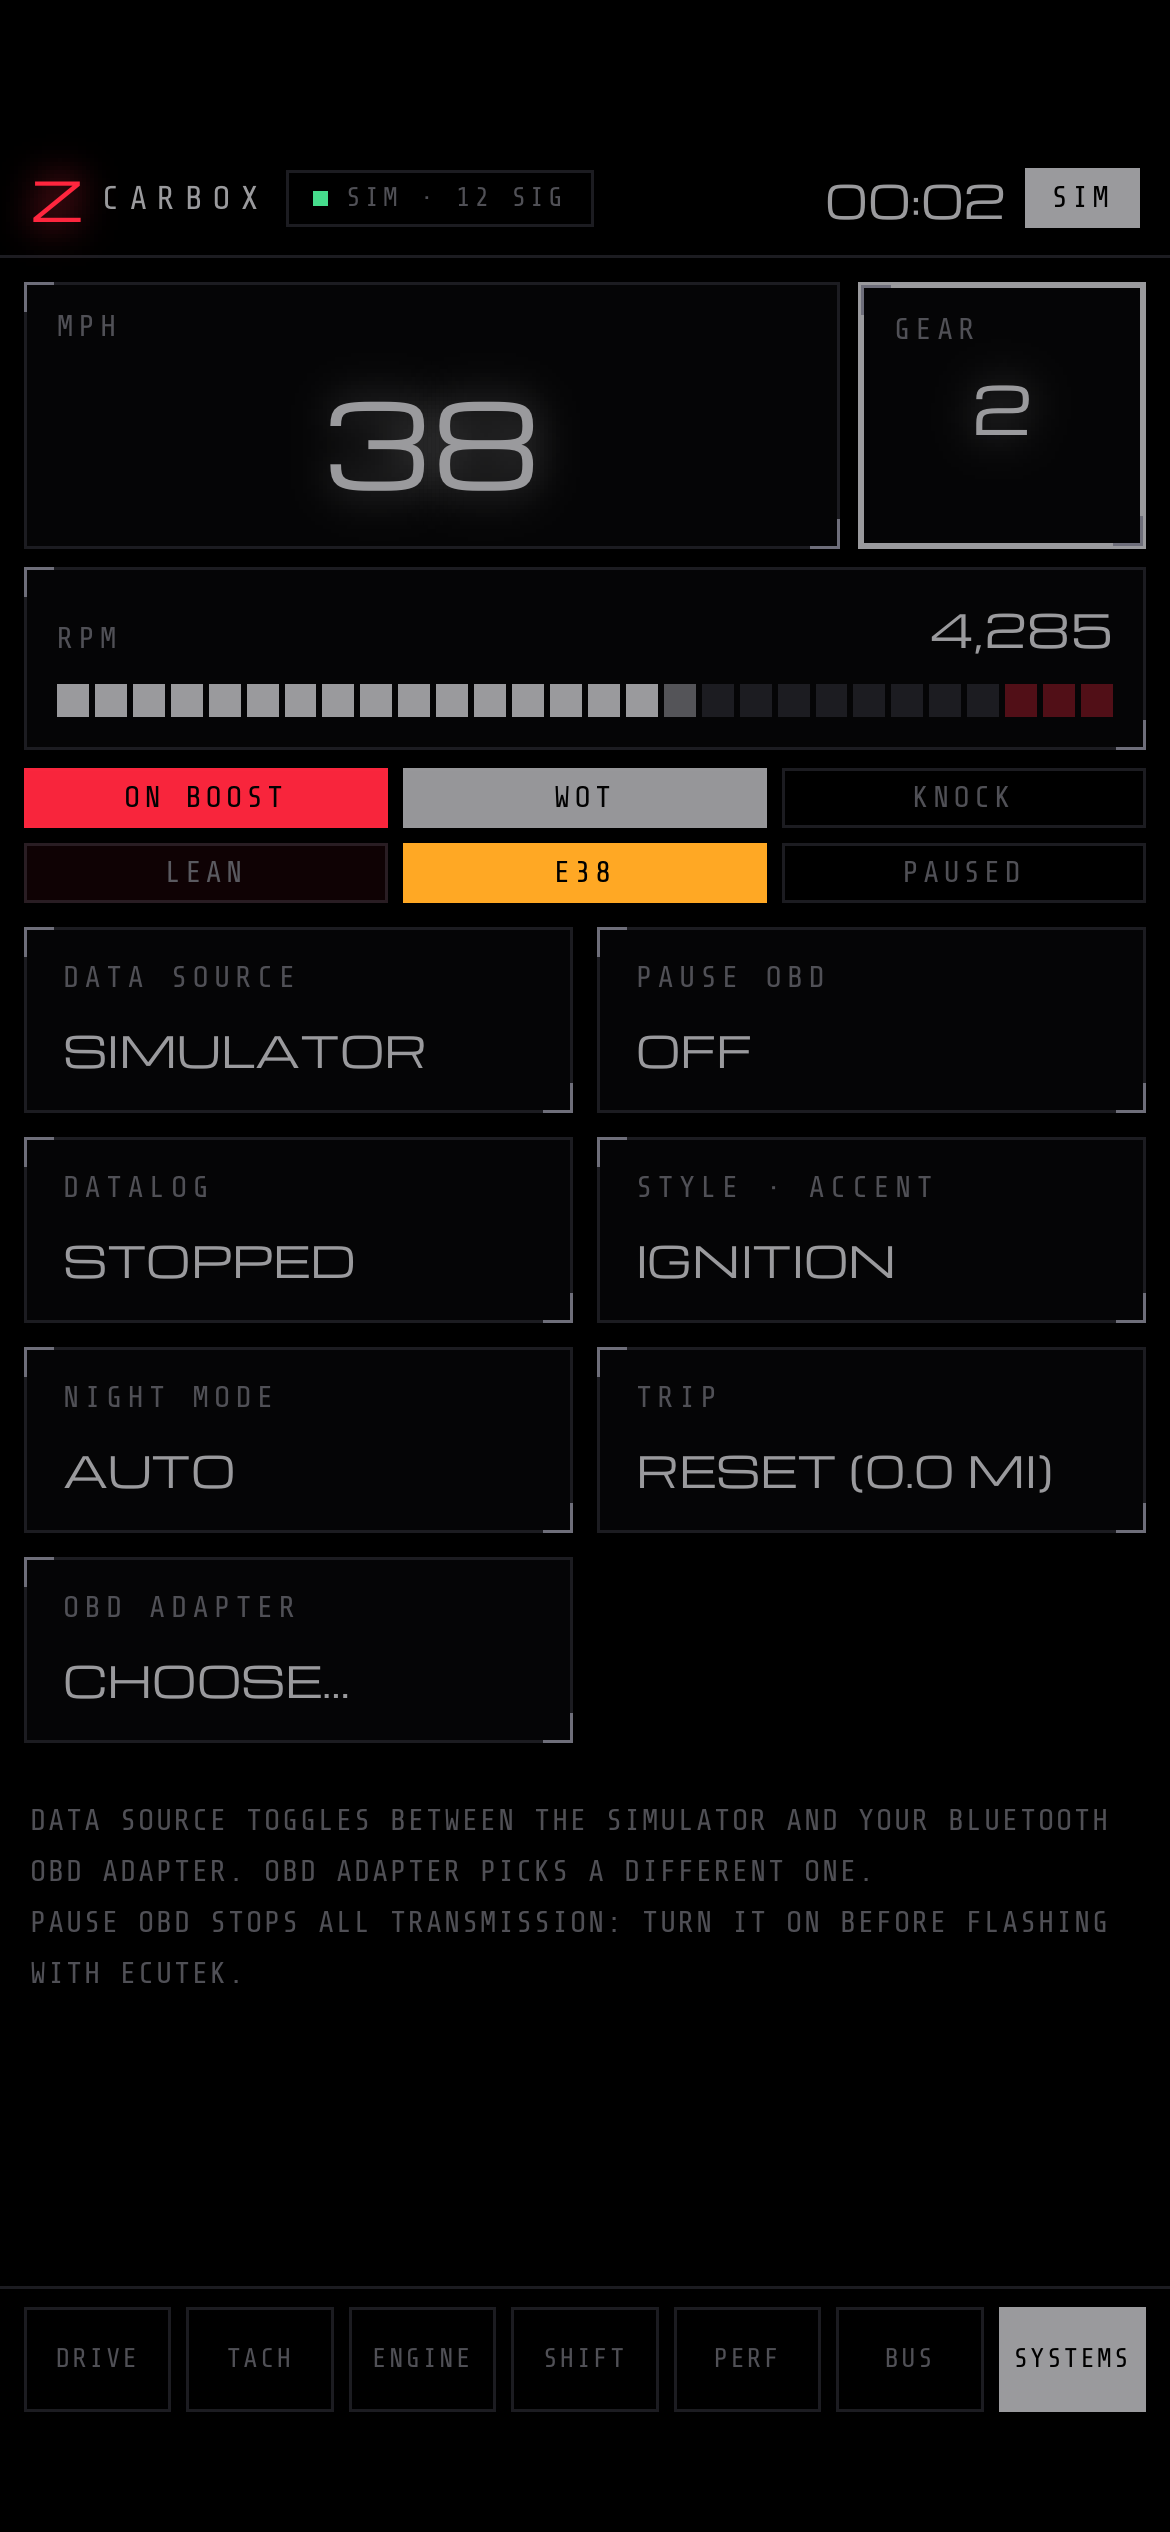 Z CARBOX SIM · 12 SIG 00:02 SIM
MPH
38
GEAR
2
RPM 4,285
ON BOOST WOT KNOCK
LEAN E38 PAUSED
DATA SOURCE
SIMULATOR
PAUSE OBD
OFF
DATALOG
STOPPED
STYLE · ACCENT
IGNITION
NIGHT MODE
AUTO
TRIP
RESET (0.0 MI)
OBD ADAPTER
CHOOSE...
DATA SOURCE TOGGLES BETWEEN THE SIMULATOR AND YOUR BLUETOOTH
OBD ADAPTER. OBD ADAPTER PICKS A DIFFERENT ONE.
PAUSE OBD STOPS ALL TRANSMISSION: TURN IT ON BEFORE FLASHING
WITH ECUTEK.
DRIVE TACH ENGINE SHIFT PERF BUS SYSTEMS